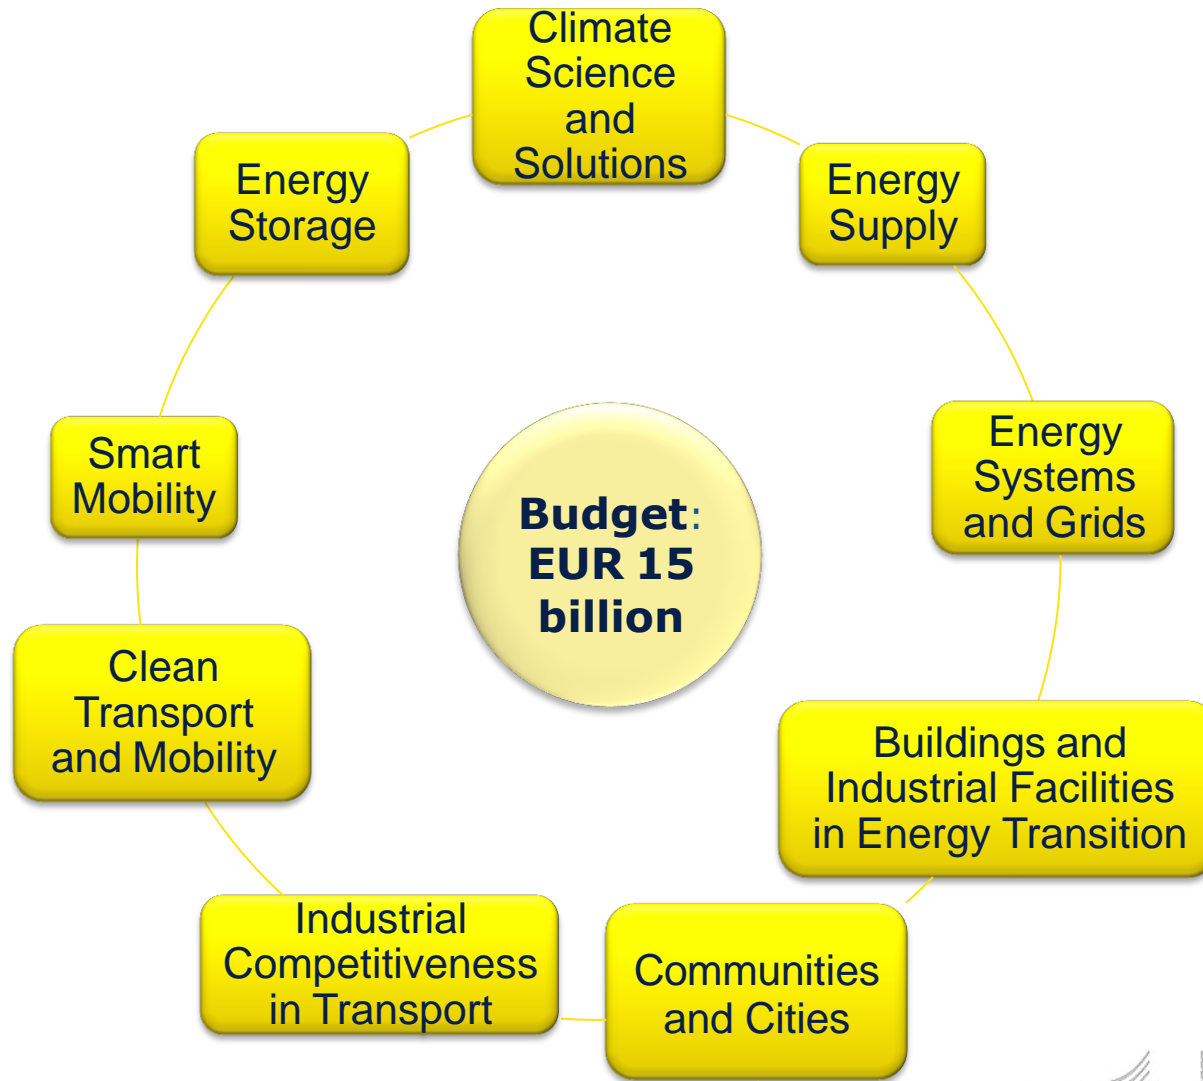 Climate
Science
and
Solutions
Energy
Supply
Energy
Systems
and Grids
Buildings and
Industrial Facilities
in Energy Transition
Communities
and Cities
Industrial
Competitiveness
in Transport
Clean
Transport
and Mobility
Smart
Mobility
Energy
Storage
Budget:
EUR 15
billion